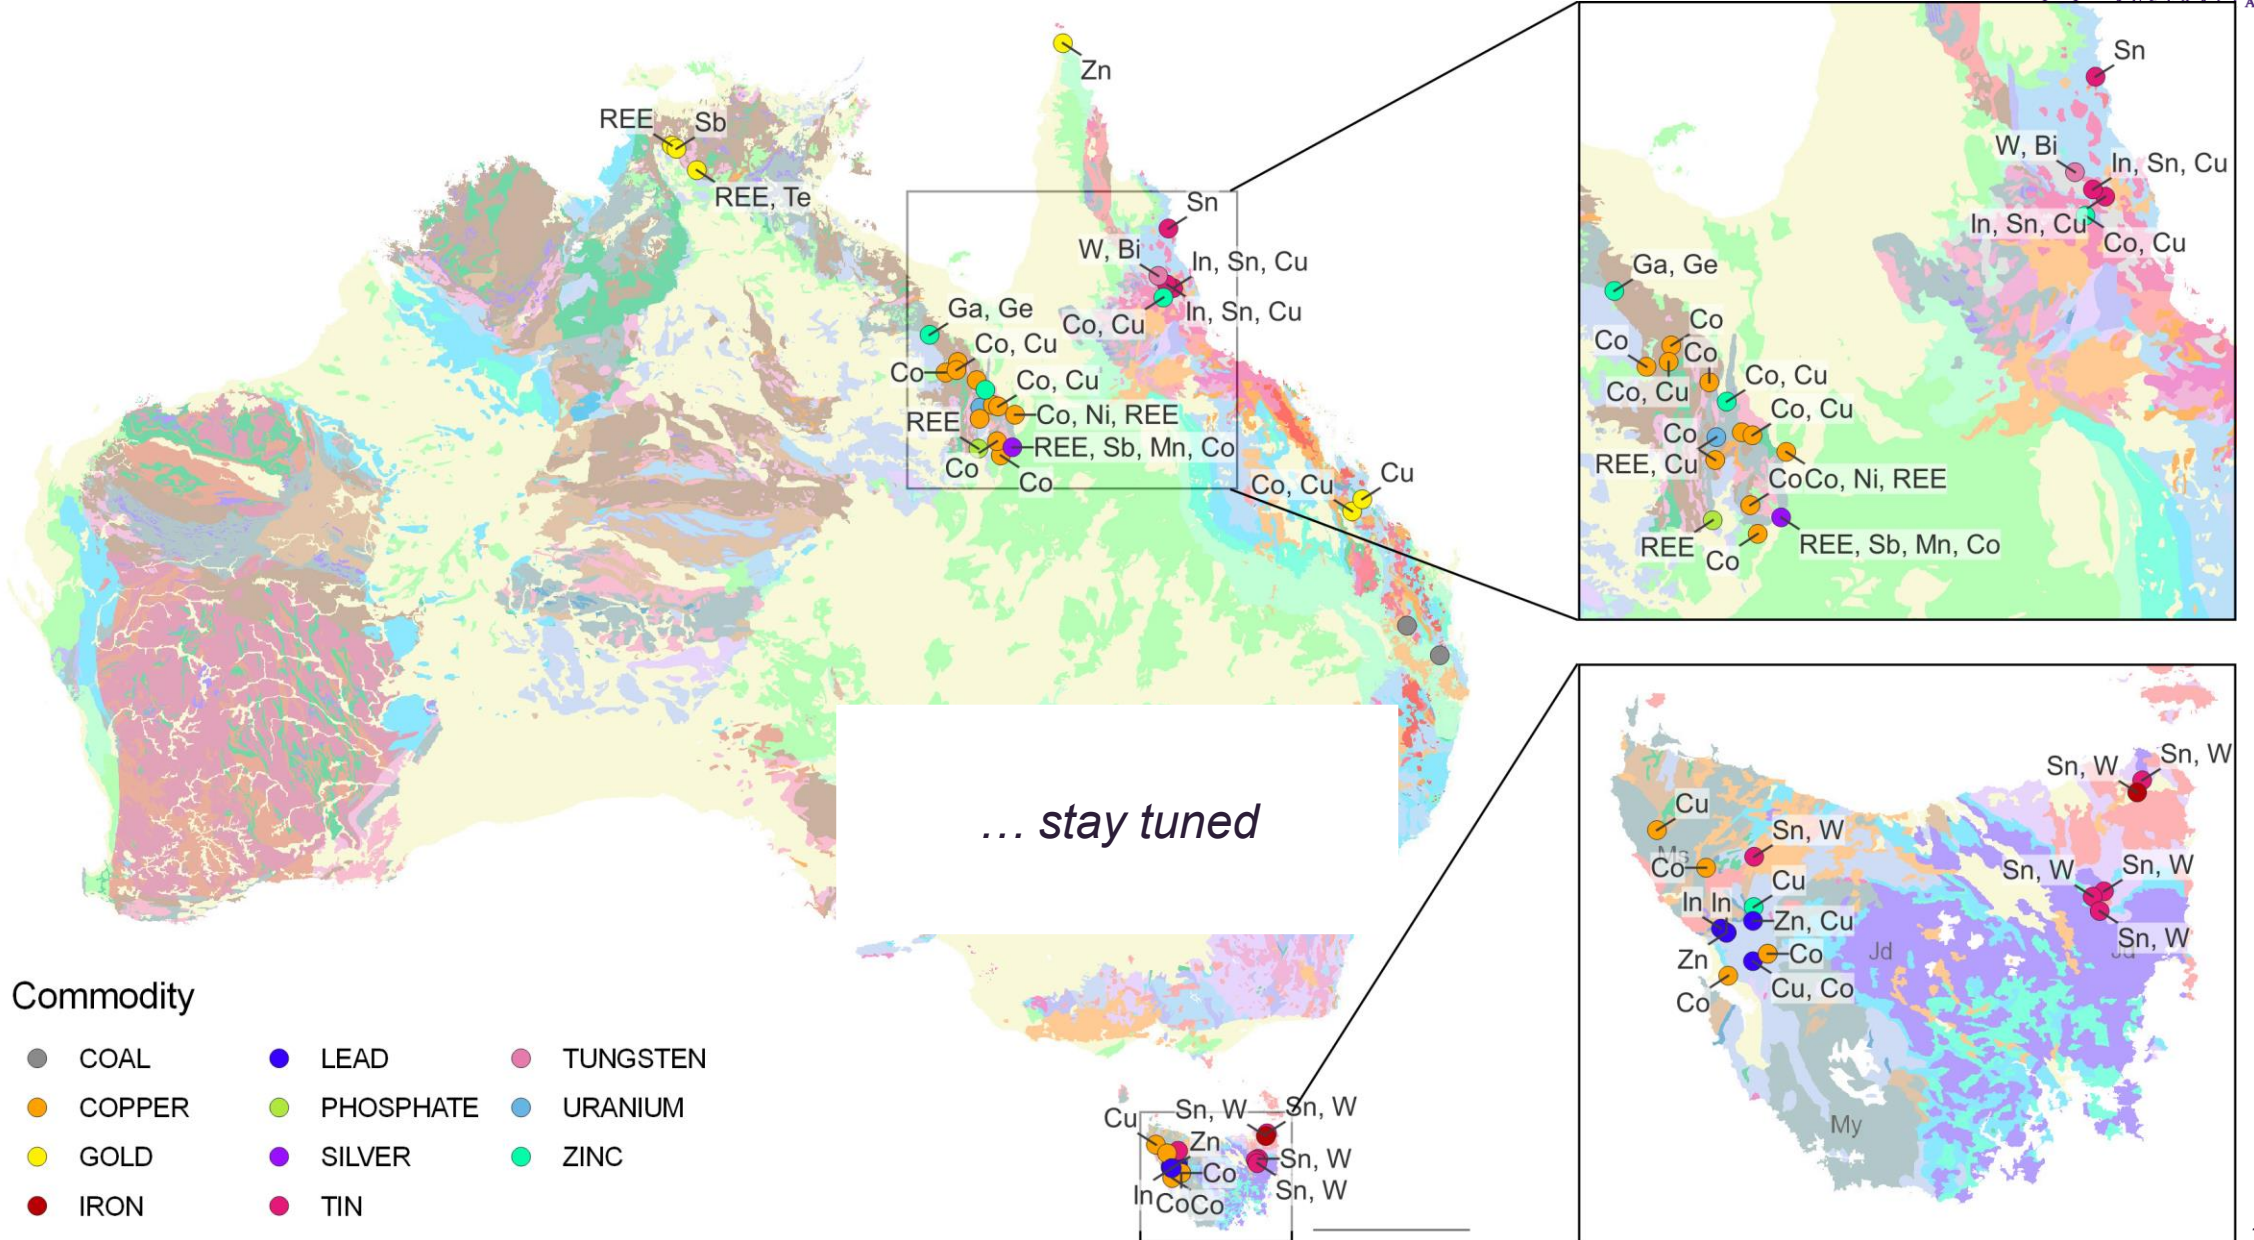 Zn
REE
Sb
REE, Te
Sn
W, Bi
In, Sn, Cu
In, Sn, Cu
Co, Cu
Ga, Ge
Co, Cu
Co
Co, Cu
REE
Co, Ni, REE
REE, Sb, Mn, Co
Co
Co
Co, Cu
Cu
... stay tuned
Sn
W, Bi
In, Sn, Cu
In, Sn, Cu
Co, Cu
Ga, Ge
Co
Co
Co
Co, Cu
Co, Cu
Co, Cu
Co
REE, Cu
Co
Co, Ni, REE
REE
Co
REE, Sb, Mn, Co
Sn, W
Sn, W
Cu
Sn, W
Ms
Co
Cu
Sn, W
Sn, W
In
In
Zn, Cu
Sn, W
Jd
Zn
Co
Cu, Co
Co
My
Commodity
COAL
COPPER
GOLD
IRON
LEAD
PHOSPHATE
SILVER
TIN
TUNGSTEN
URANIUM
ZINC
Cu
Sn, W
Sn, W
Zn
Co
Sn, W
Sn, W
In
Co
Co